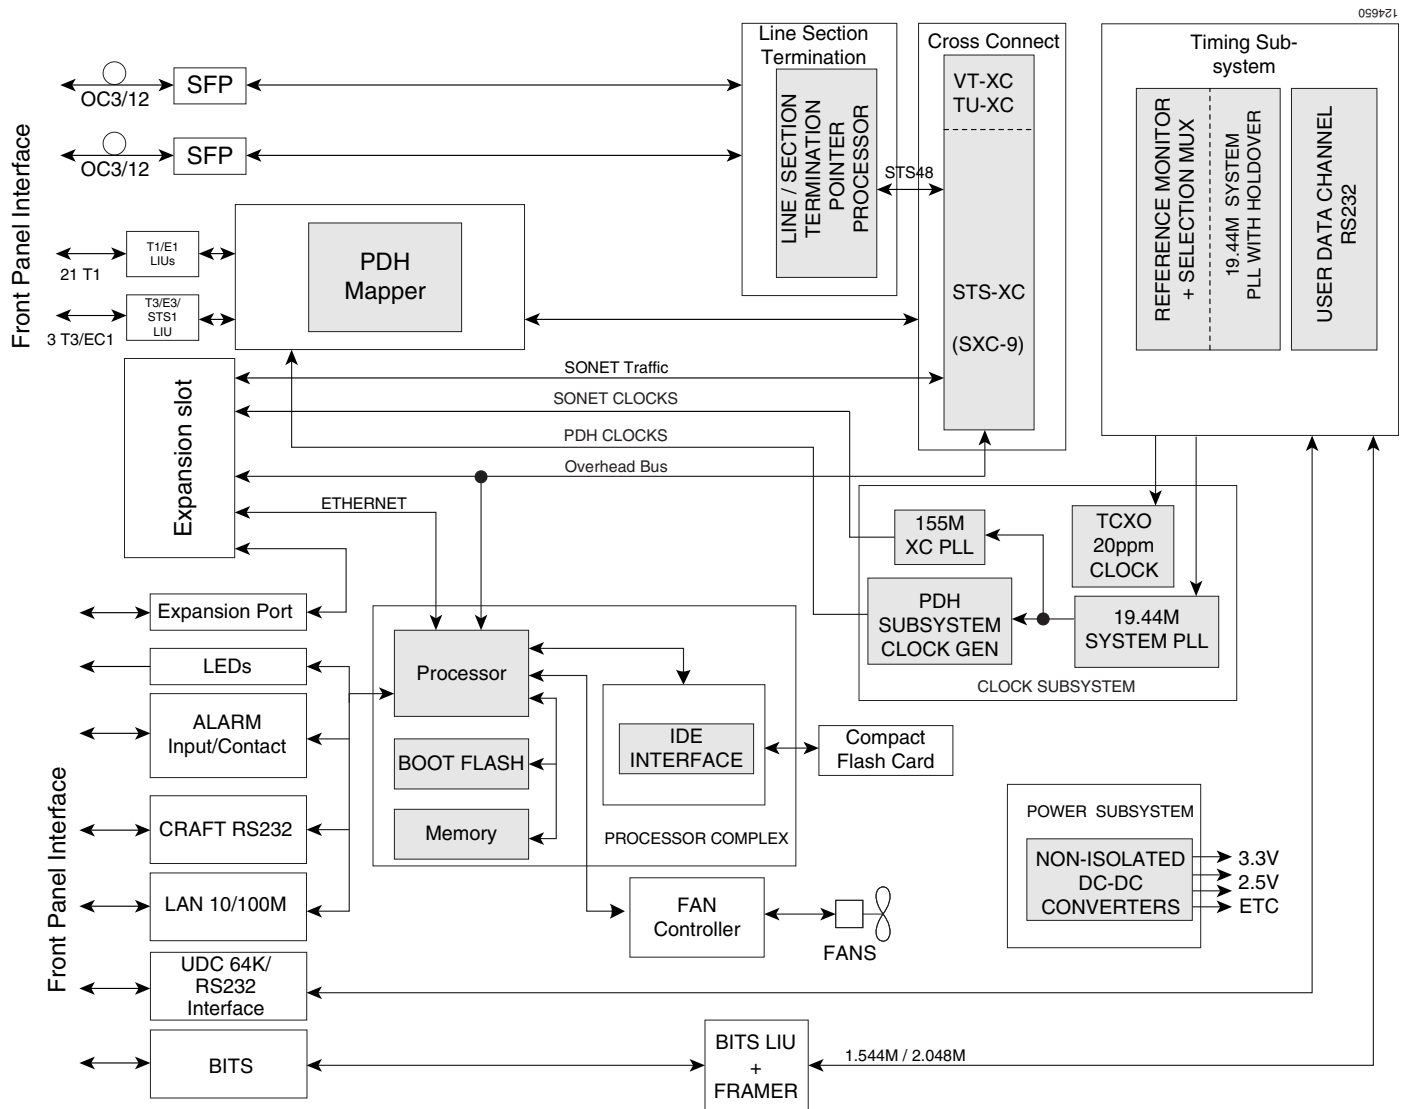 124650
Line Section
Termination
Cross Connect
Timing Sub-
system
SFP
OC3/12
SFP
OC3/12
LINE / SECTION
TERMINATION
POINTER
PROCESSOR
STS48
VT-XC
TU-XC
STS-XC
(SXC-9)
REFERENCE MONITOR
+ SELECTION MUX
19.44M SYSTEM
PLL WITH HOLDOVER
USER DATA CHANNEL
RS232
Front Panel Interface
T1/E1
LIUs
21 T1
T3/E3/
STS1
LIU
3 T3/EC1
PDH
Mapper
Expansion slot
SONET Traffic
SONET CLOCKS
PDH CLOCKS
Overhead Bus
ETHERNET
155M
XC PLL
TCXO
20ppm
CLOCK
PDH
SUBSYSTEM
CLOCK GEN
19.44M
SYSTEM PLL
CLOCK SUBSYSTEM
Expansion Port
LEDs
ALARM
Input/Contact
CRAFT RS232
LAN 10/100M
UDC 64K/
RS232
Interface
BITS
Front Panel Interface
Processor
BOOT FLASH
Memory
IDE
INTERFACE
PROCESSOR COMPLEX
Compact
Flash Card
FAN
Controller
FANS
POWER SUBSYSTEM
NON-ISOLATED
DC-DC
CONVERTERS
3.3V
2.5V
ETC
BITS LIU
+
FRAMER
1.544M / 2.048M